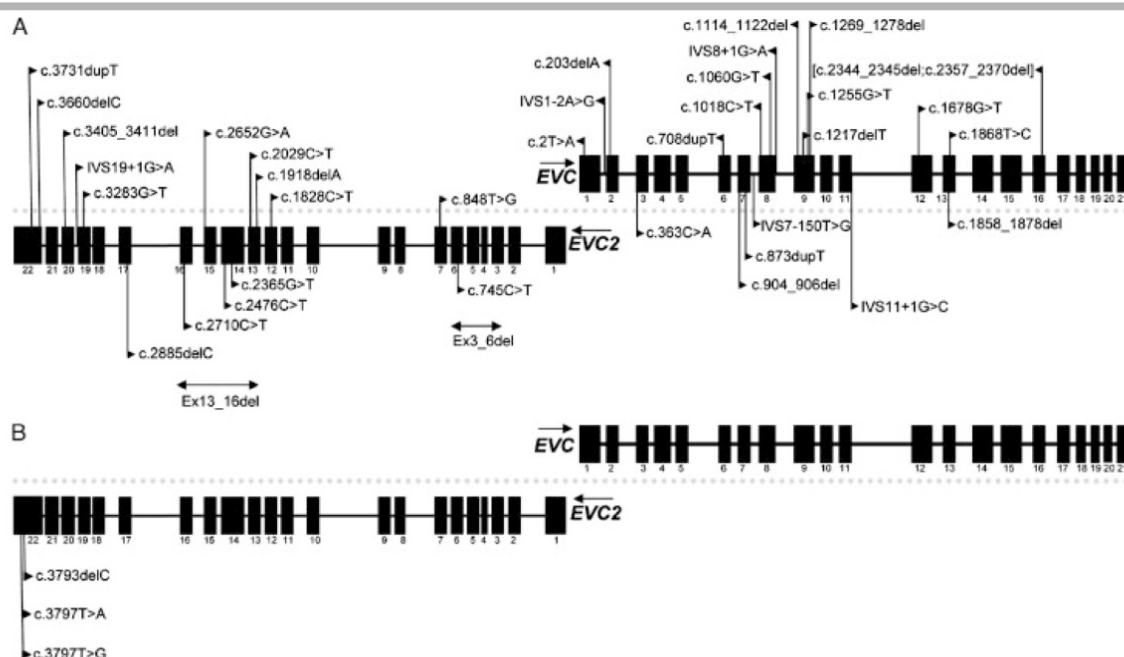 A
c.3731dupT
c.3660delC
c.3405_3411del
IVS19+1G>A
c.3283G>T
c.2652G>A
c.2029C>T
c.1918delA
c.1828C>T
c.848T>G
c.203delA
IVS1-2A>G
c.2T>A
c.708dupT
c.1114_1122del
IVS8+1G>A
c.1060G>T
c.1018C>T
c.1269_1278del
[c.2344_2345del;c.2357_2370del]
c.1255G>T
c.1217delT
c.1678G>T
c.1868T>C
EVC
1 2 3 4 5 6 7 8 9 10 11 12 13 14 15 16 17 18 19 20
c.363C>A
IVS7-150T>G
c.873dupT
c.904_906del
c.1858_1878del
IVS11+1G>C
EVC2
22 21 20 19 18 17 16 15 14 13 12 11 10 9 8 7 6 5 4 3 2 1
c.2365G>T
c.2476C>T
c.2710C>T
c.2885delC
c.745C>T
Ex3_6del
Ex13_16del
B
EVC
1 2 3 4 5 6 7 8 9 10 11 12 13 14 15 16 17 18 19 20
EVC2
22 21 20 19 18 17 16 15 14 13 12 11 10 9 8 7 6 5 4 3 2 1
c.3793delC
c.3797T>A
c.3797T>G